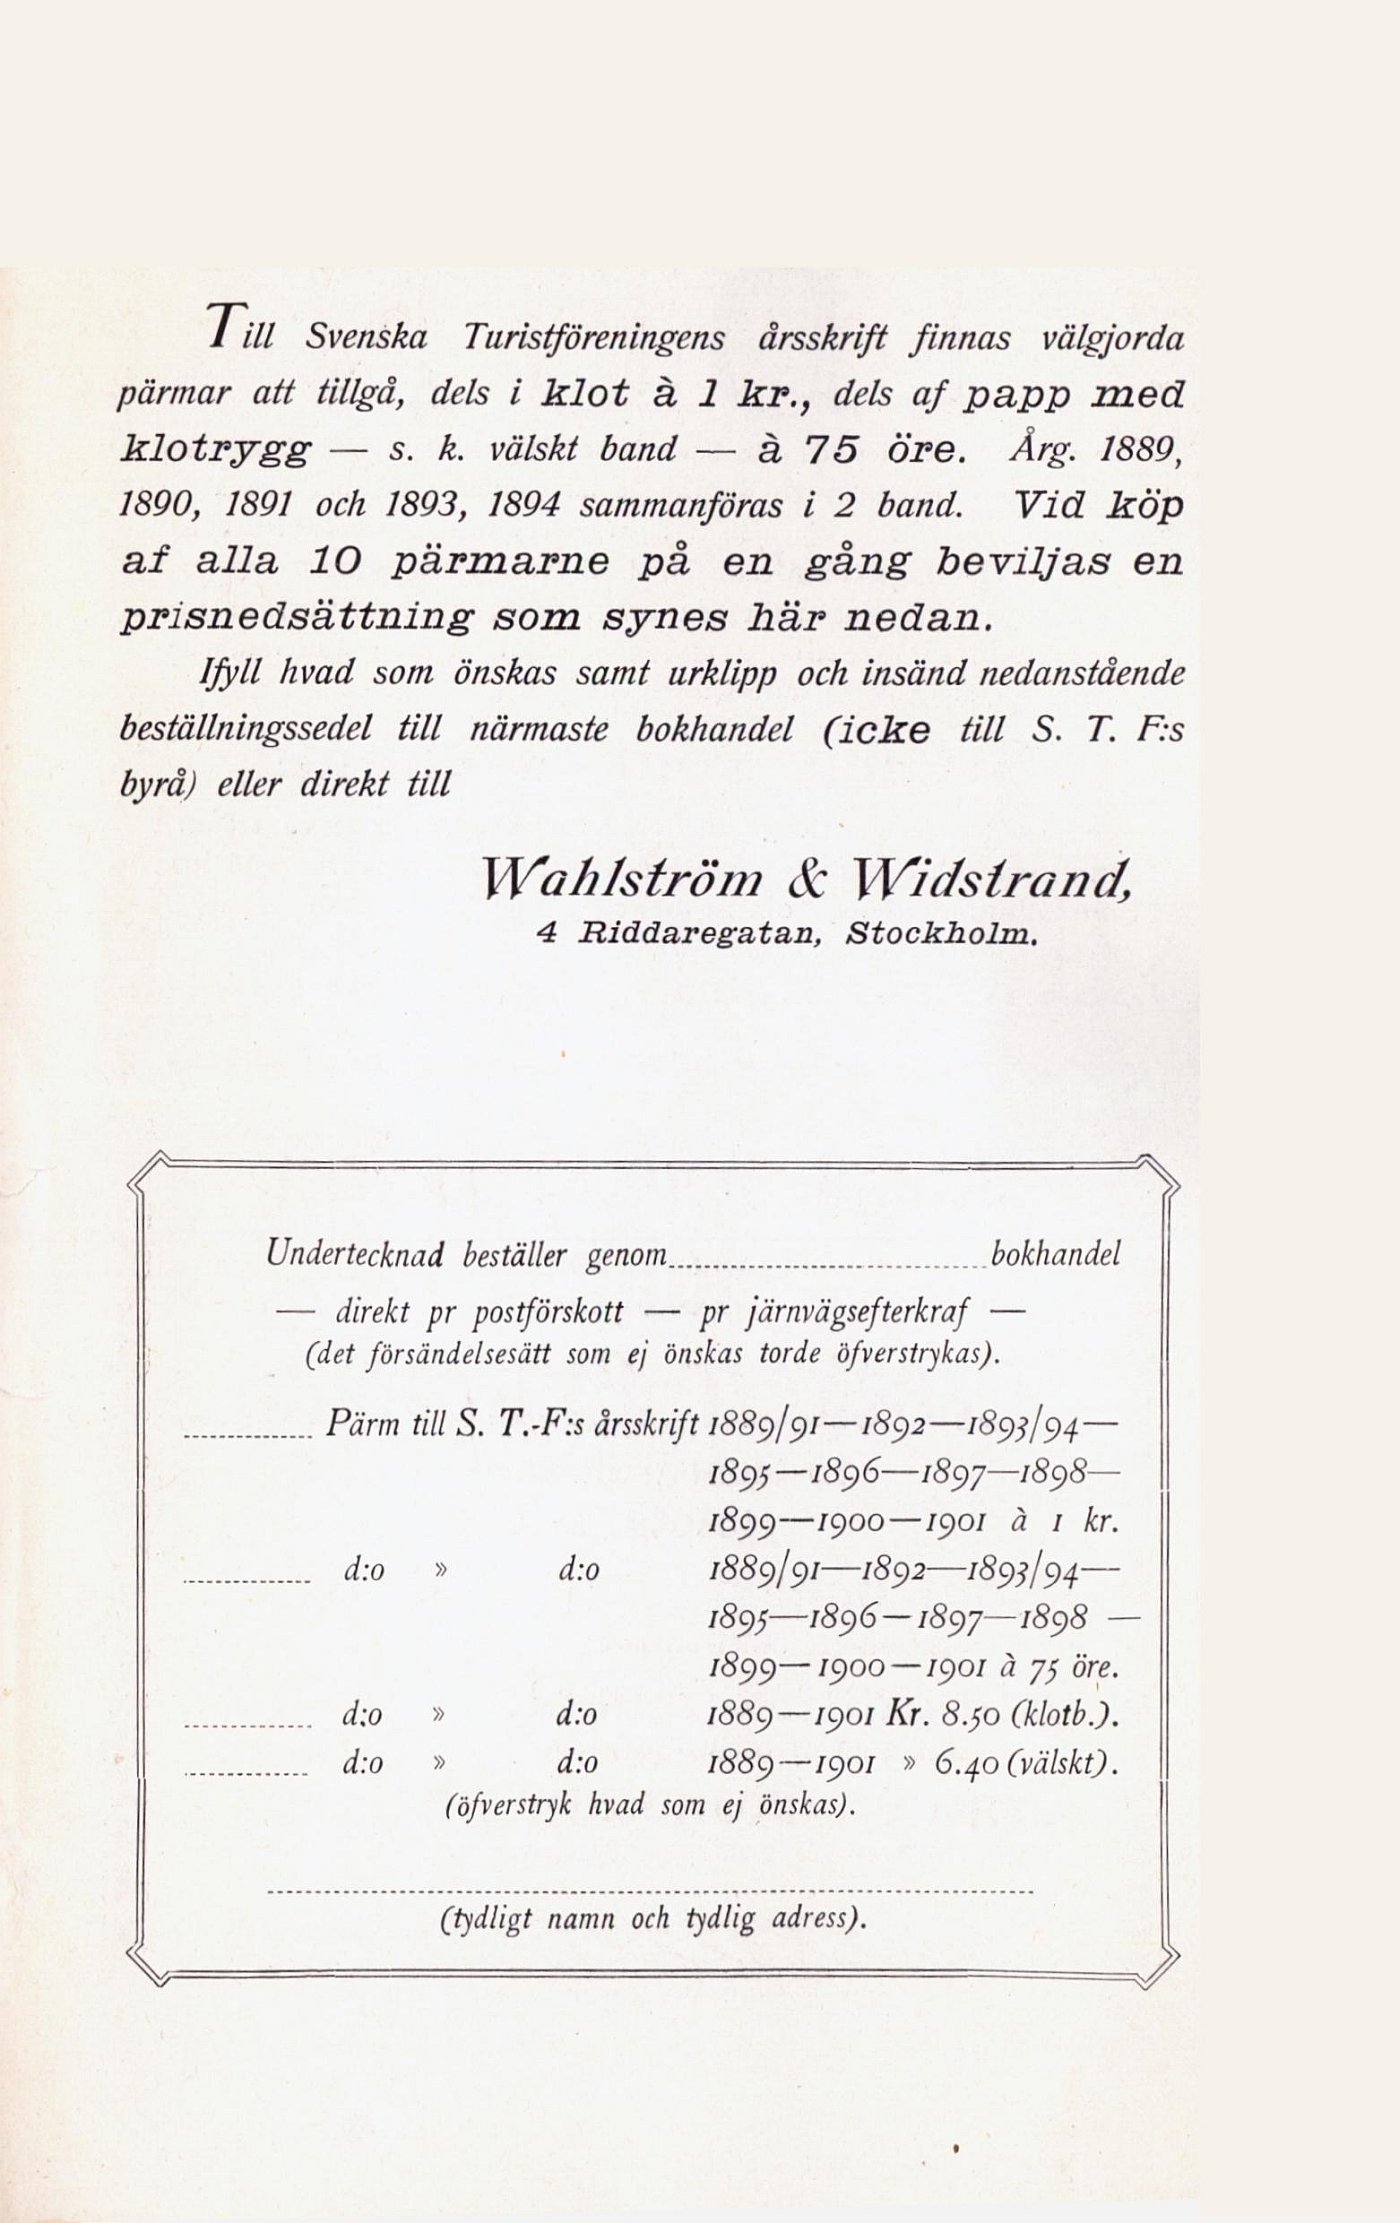 Till Svenska Turistföreningens årsskrift finnas välgjorda
pärmar att tillgå, dels i klot à 1 kr., dels af papp med
klotrygg — s. k. välskt band — à 75 öre. Årg. 1889,
1890, 1891 och 1893, 1894 sammanföras i 2 band. Vid köp
af alla 10 pärmarne på en gång beviljas en
prisnedsättning som synes här nedan.
Ifyll hvad som önskas samt urklipp och insänd nedanstående
beställningssedel till närmaste bokhandel (icke till S. T. F:s
byrå) eller direkt till
Wahlström & Widstrand,
4 Riddaregatan, Stockholm.
Undertecknad beställer genom bokhandel
— direkt pr postförskott — pr järnvägsefterkraf —
(det försändelsesätt som ej önskas torde öfverstrykas).
Pärm till S. T.-F:s årsskrift 1889/91—1892—1893/94—
1895—1896—1897—1898—
1899—1900—1901 à 1 kr.
d:o » d:o 1889/91—1892—1893/94—
1895—1896—1897—1898 —
1899—1900—1901 à 75 öre.
d:o » d:o 1889—1901 Kr. 8.50 (klotb.).
d:o » d:o 1889—1901 » 6.40 (välskt).
(öfverstryk hvad som ej önskas).
(tydligt namn och tydlig adress).